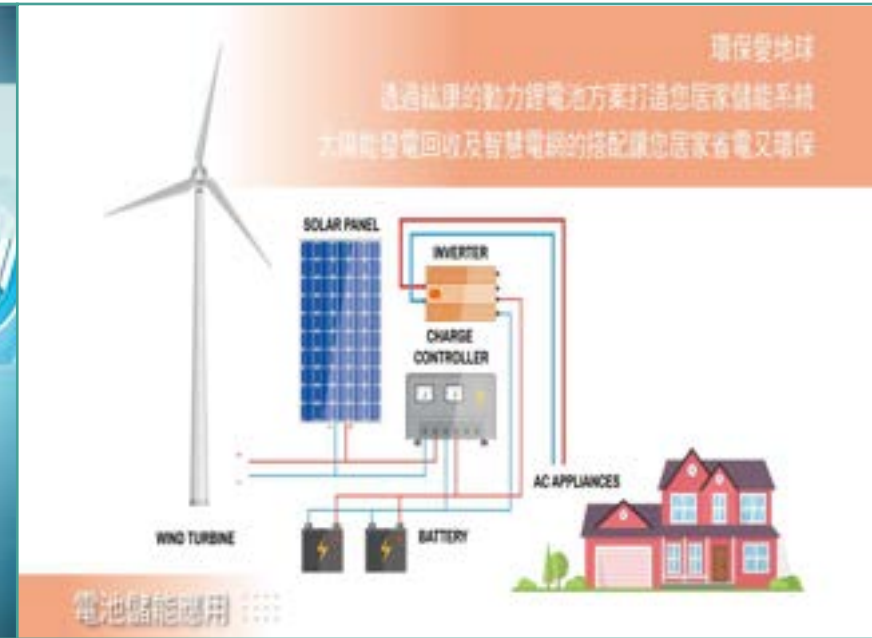 環保愛地球
透過紘康的動力鋰電池方案打造您居家儲能系統
太陽能發電回收及智慧電網的搭配讓您居家省電又環保
SOLAR PANEL
INVERTER
CHARGE
CONTROLLER
AC APPLIANCES
WIND TURBINE
BATTERY
電池儲能應用